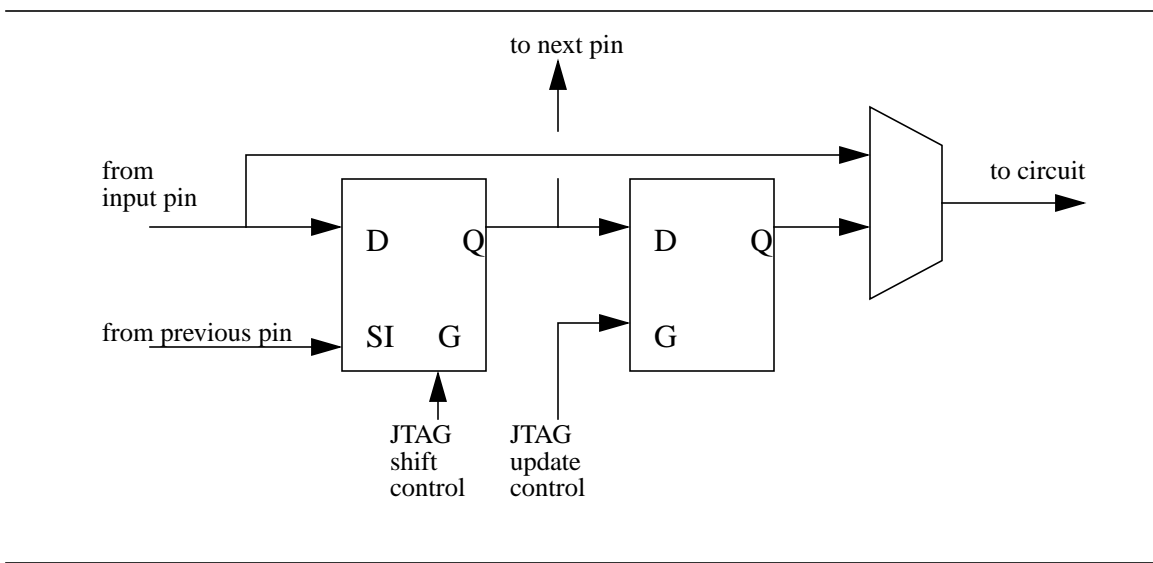 to next pin
from
input pin
to circuit
D
Q
D
Q
from previous pin
SI
G
G
JTAG
shift
control
JTAG
update
control